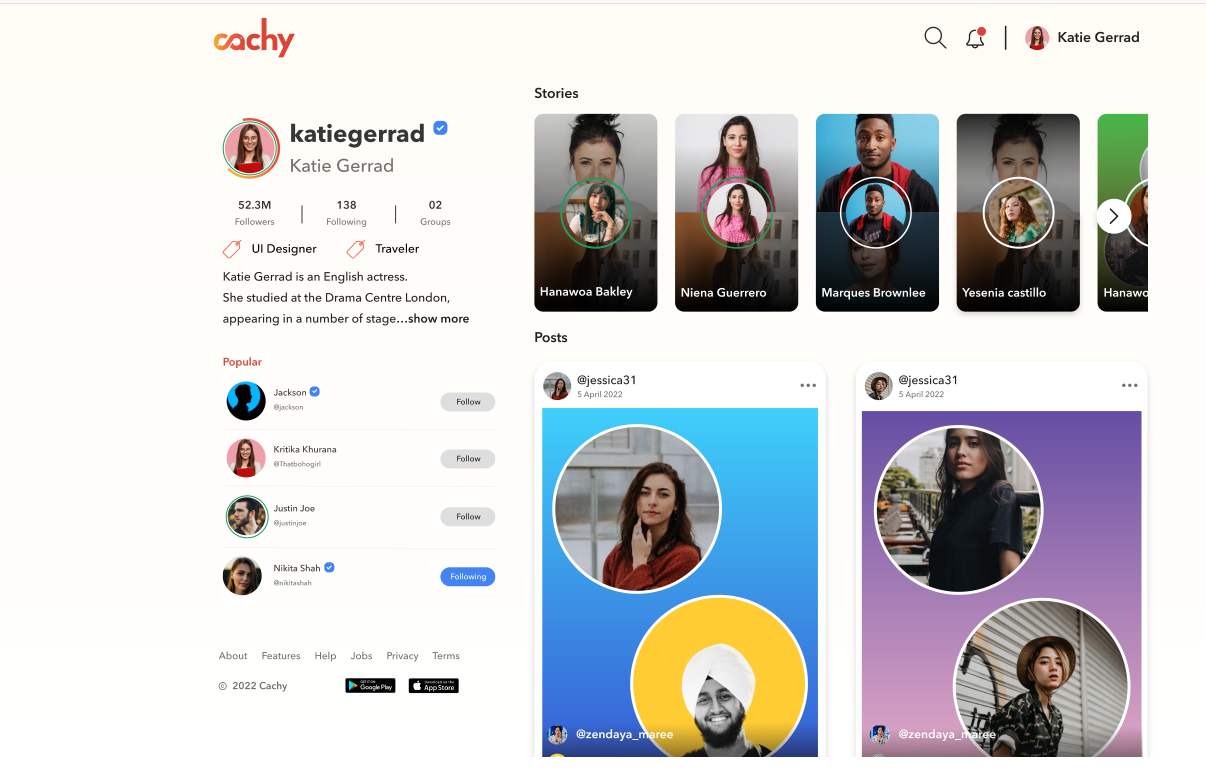 cachy
Katie Gerrad
katiegerrad
Katie Gerrad
52.3M 138 02
Followers Following Groups
UI Designer Traveler
Katie Gerrad is an English actress.
She studied at the Drama Centre London,
appearing in a number of stage...show more
Popular
Jackson
@jackson
Follow
Kritika Khurana
@Thatbohogirl
Follow
Justin Joe
@justinjoe
Follow
Nikita Shah
@nikitashah
Following
About Features Help Jobs Privacy Terms
© 2022 Cachy
GET IT ON
Google Play
Download on the
App Store
Stories
Hanawoa Bakley
Niena Guerrero
Marques Brownlee
Yesenia castillo
Hanawo
Posts
@jessica31
5 April 2022
@zendaya_maree
@jessica31
5 April 2022
@zendaya_maree